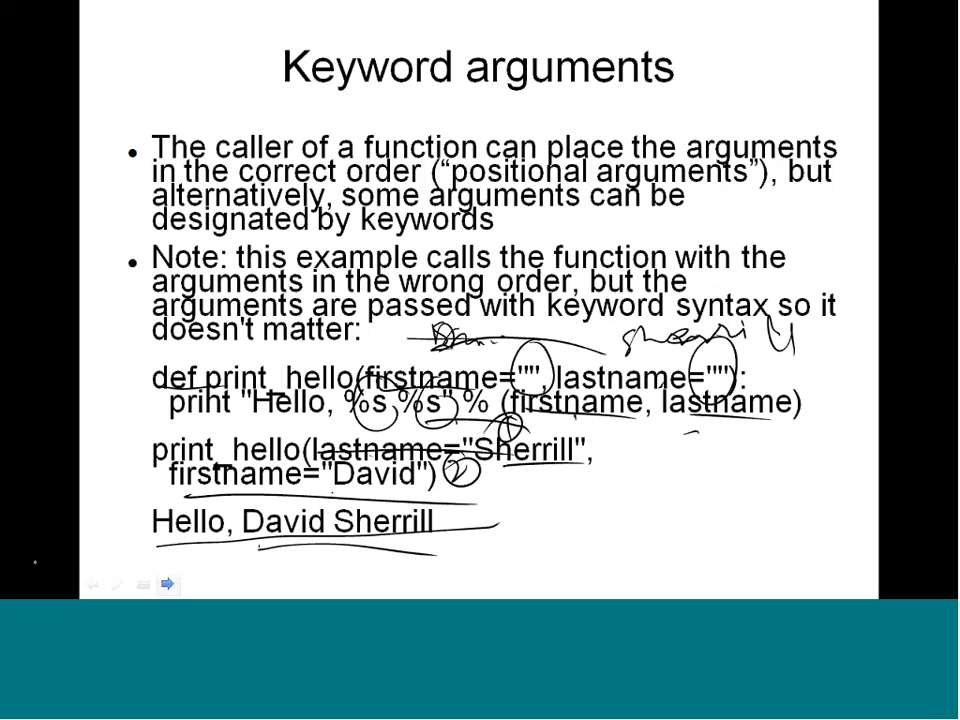 Keyword arguments
• The caller of a function can place the arguments
in the correct order (“positional arguments”), but
alternatively, some arguments can be
designated by keywords
• Note: this example calls the function with the
arguments in the wrong order, but the
arguments are passed with keyword syntax so it
doesn't matter:
def print_hello(firstname="", lastname=""):
print "Hello, %s %s" % (firstname, lastname)
1
print_hello(lastname="Sherrill",
firstname="David") 2
Hello, David Sherrill